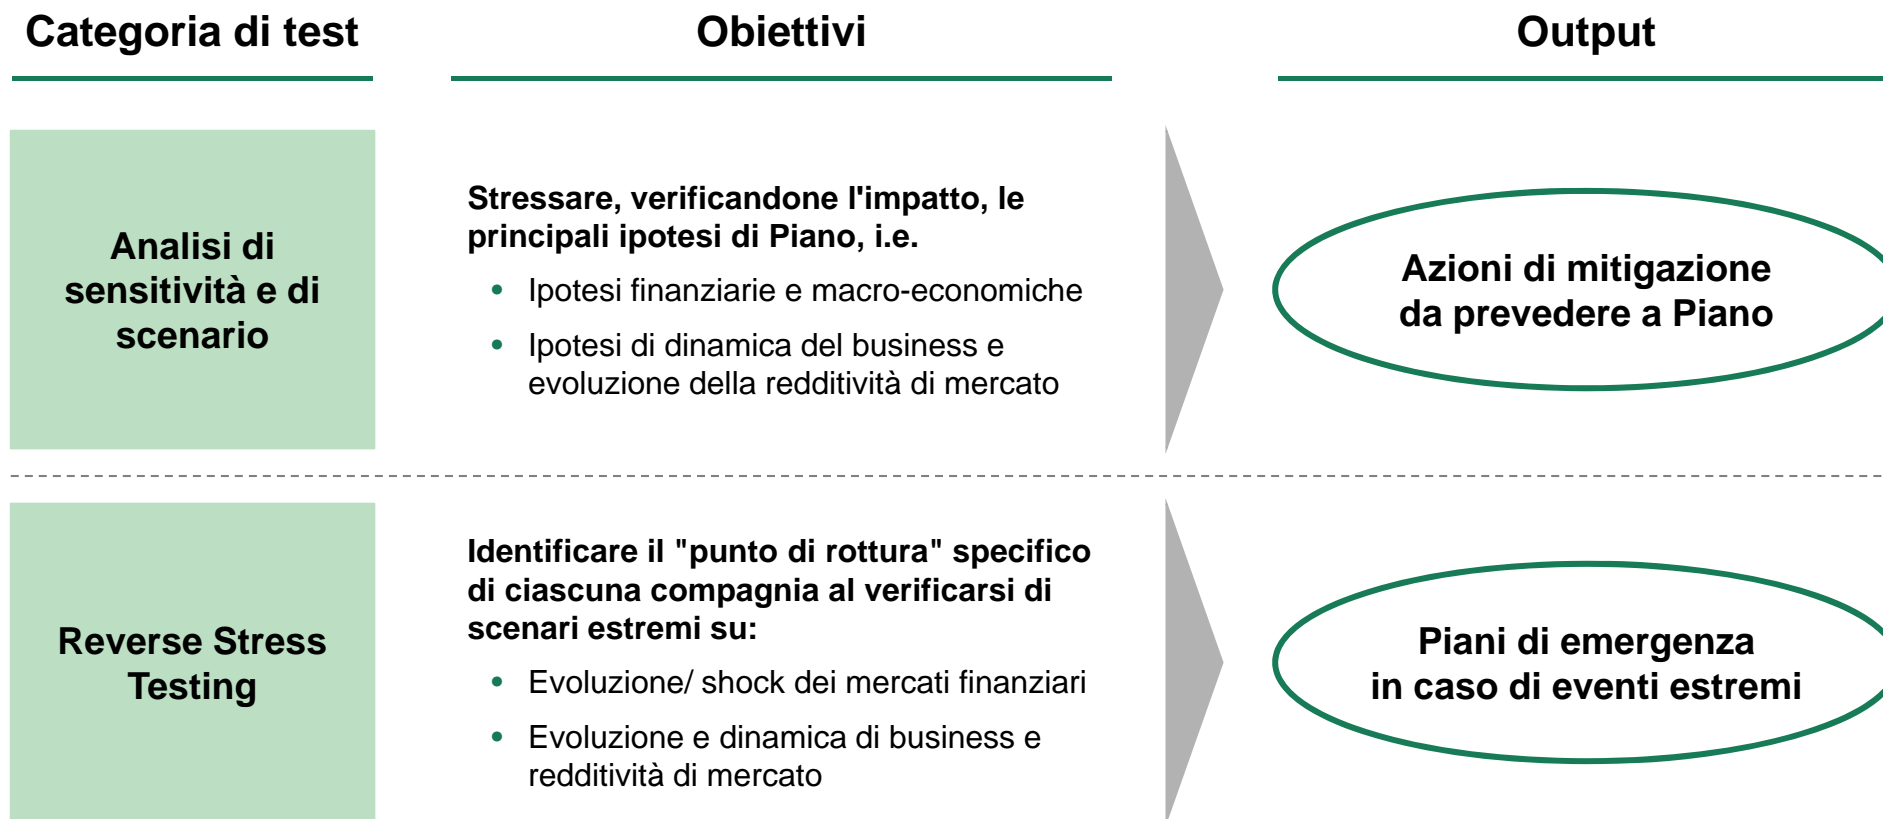 Categoria di test
Obiettivi
Output
Analisi di
sensitività e di
scenario
Stressare, verificandone l'impatto, le
principali ipotesi di Piano, i.e.
• Ipotesi finanziarie e macro-economiche
• Ipotesi di dinamica del business e
evoluzione della redditività di mercato
Azioni di mitigazione
da prevedere a Piano
Reverse Stress
Testing
Identificare il "punto di rottura" specifico
di ciascuna compagnia al verificarsi di
scenari estremi su:
• Evoluzione/ shock dei mercati finanziari
• Evoluzione e dinamica di business e
redditività di mercato
Piani di emergenza
in caso di eventi estremi